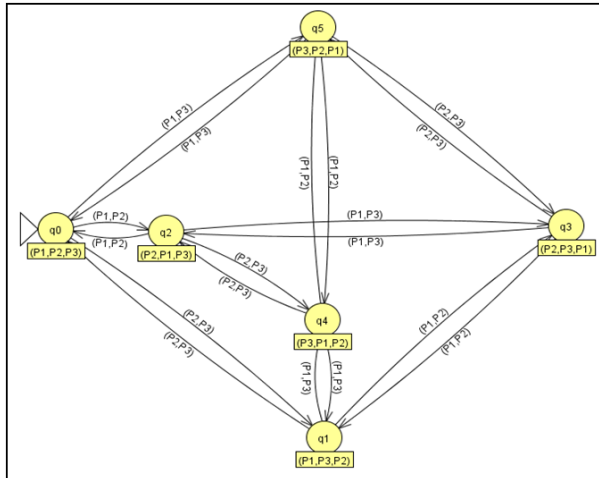 q5
(P3,P2,P1)
(P1,P3)
(P1,P3)
(P2,P3)
(P2,P3)
(P1,P2)
(P1,P2)
q0
(P1,P2,P3)
(P1,P2)
(P1,P2)
q2
(P2,P1,P3)
(P1,P3)
(P1,P3)
q3
(P2,P3,P1)
(P2,P3)
(P2,P3)
q4
(P3,P1,P2)
(P2,P3)
(P2,P3)
(P1,P2)
(P1,P2)
(P1,P3)
(P1,P3)
q1
(P1,P3,P2)